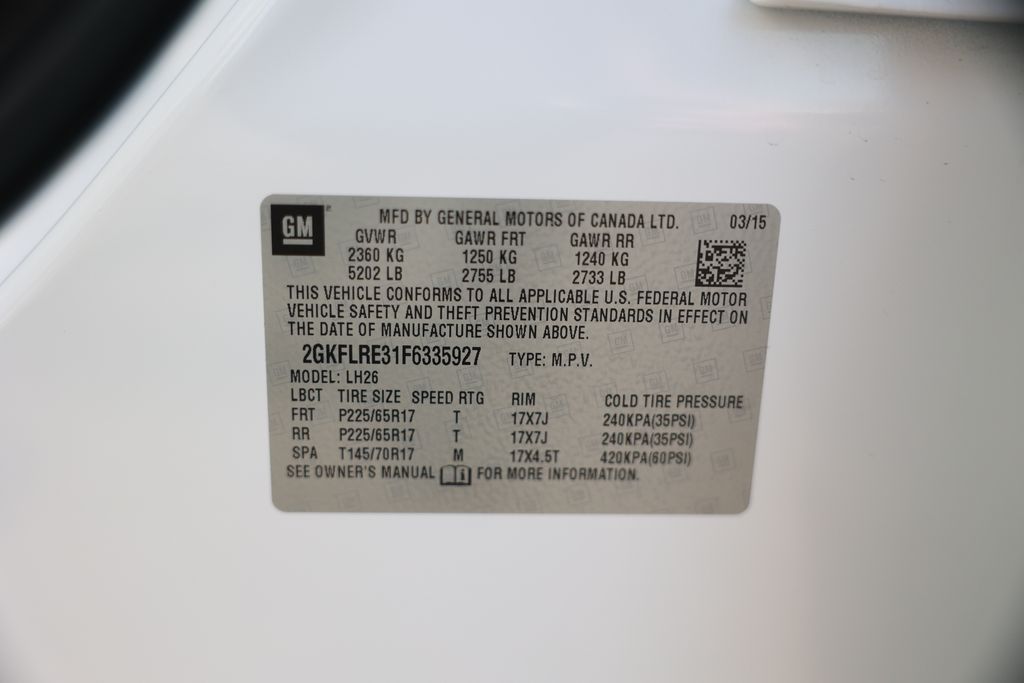 GM
MFD BY GENERAL MOTORS OF CANADA LTD. 03/15
GVWR GAWR FRT GAWR RR
2360 KG 1250 KG 1240 KG
5202 LB 2755 LB 2733 LB
THIS VEHICLE CONFORMS TO ALL APPLICABLE U.S. FEDERAL MOTOR
VEHICLE SAFETY AND THEFT PREVENTION STANDARDS IN EFFECT ON
THE DATE OF MANUFACTURE SHOWN ABOVE.
2GKFLRE31F6335927 TYPE: M.P.V.
MODEL: LH26
LBCT TIRE SIZE SPEED RTG RIM COLD TIRE PRESSURE
FRT P225/65R17 T 17X7J 240KPA(35PSI)
RR P225/65R17 T 17X7J 240KPA(35PSI)
SPA T145/70R17 M 17X4.5T 420KPA(60PSI)
SEE OWNER'S MANUAL FOR MORE INFORMATION.